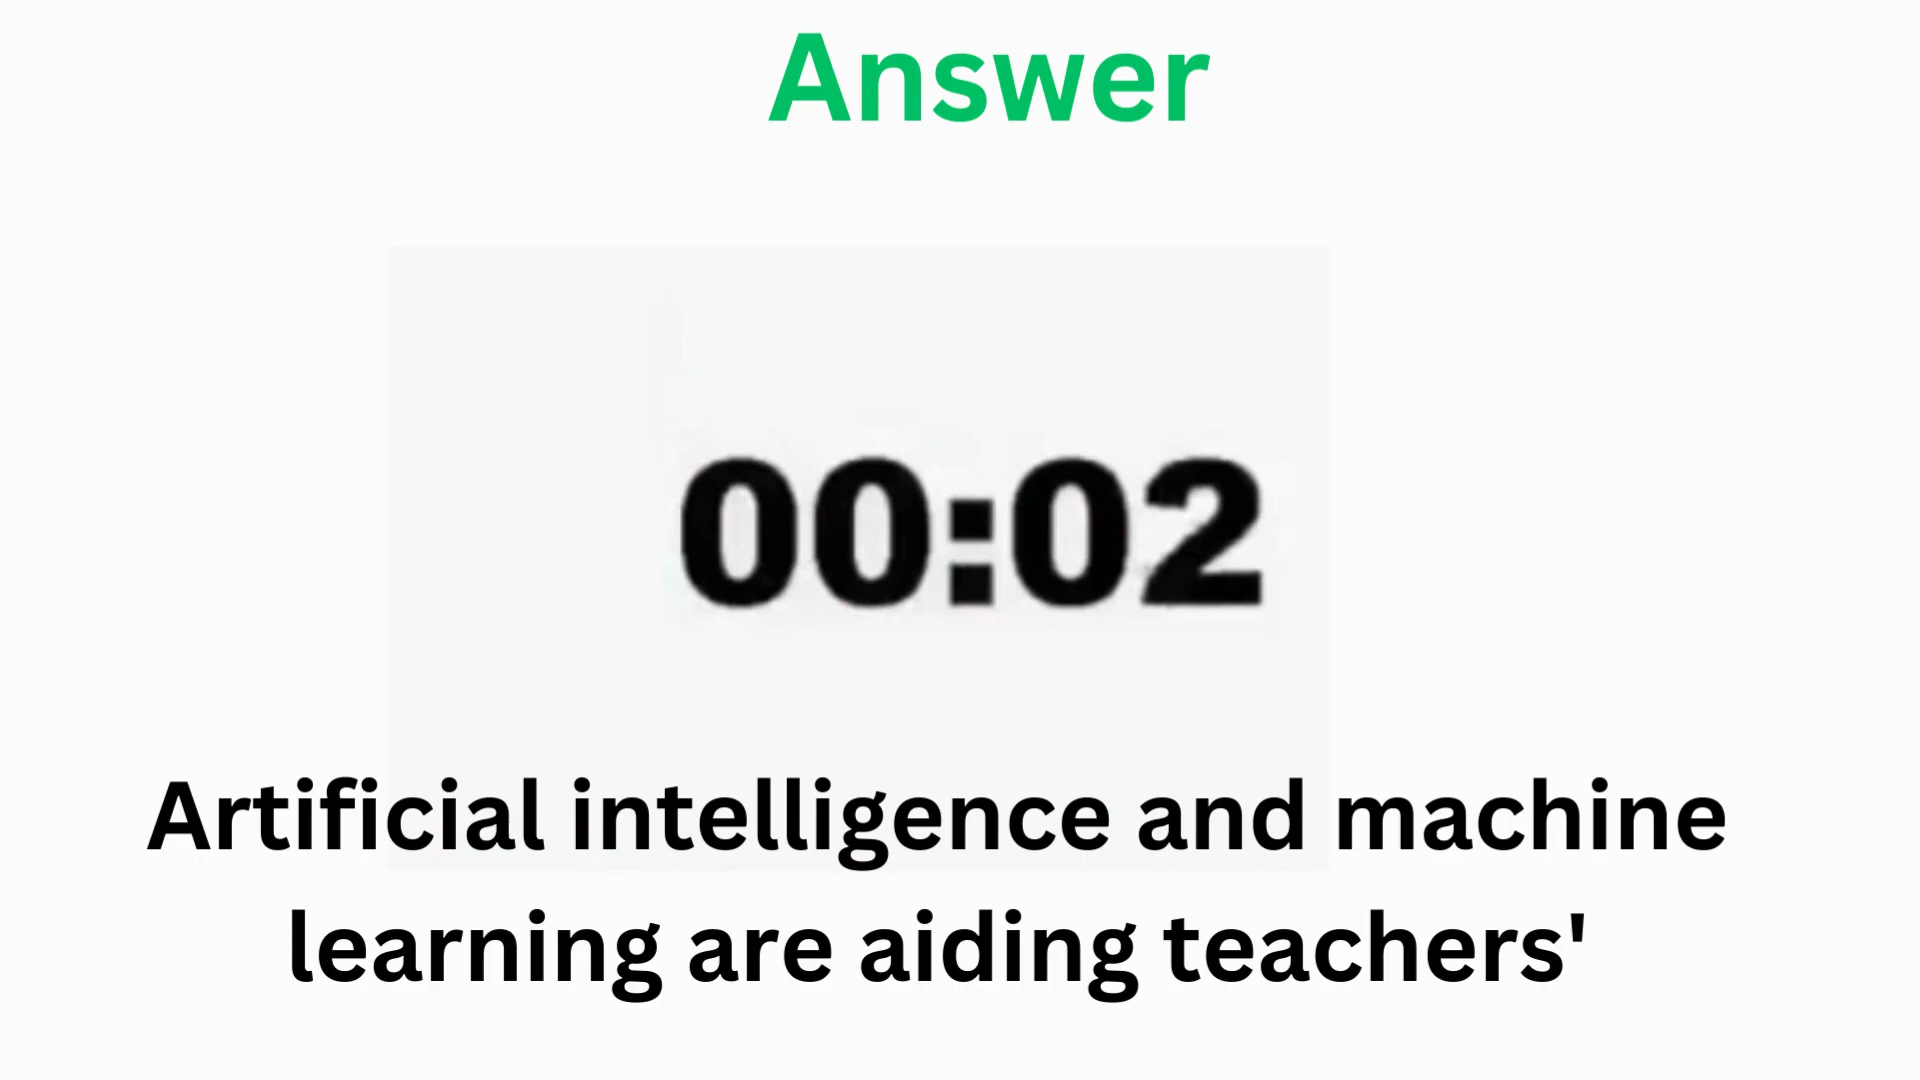 Answer
00:02
Artificial intelligence and machine
learning are aiding teachers'